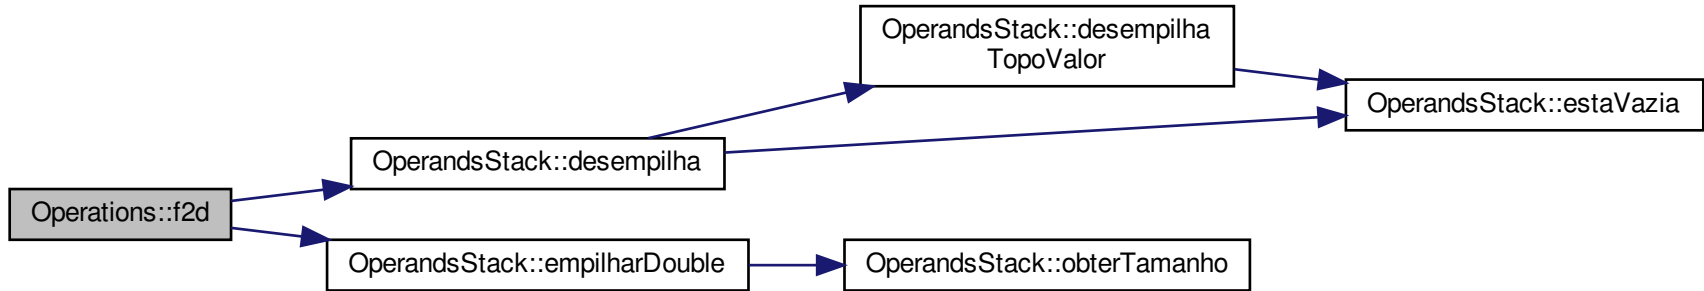 Operations::f2d
OperandsStack::desempilha
OperandsStack::empilharDouble
OperandsStack::desempilha
TopoValor
OperandsStack::obterTamanho
OperandsStack::estaVazia